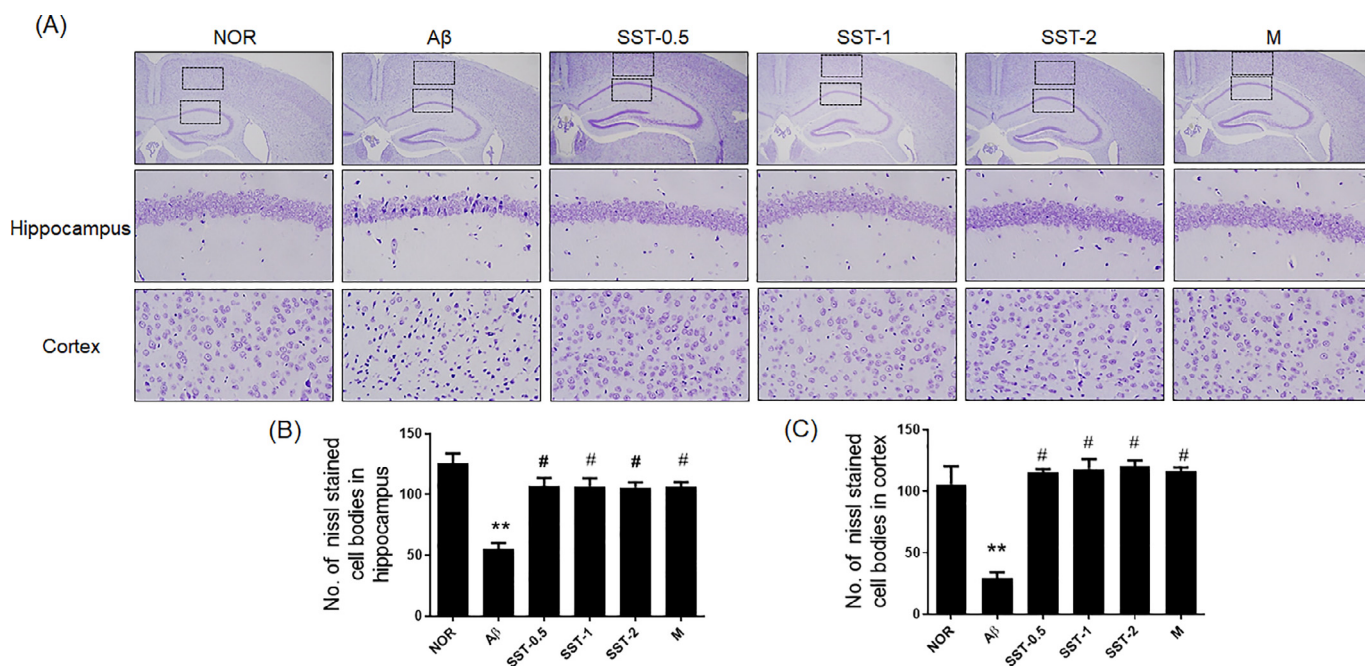 (A)
NOR Aβ SST-0.5 SST-1 SST-2 M
Hippocampus
Cortex
(B)
No. of nissl stained
cell bodies in
hippocampus
150
100
50
0
** # # # #
NOR Aβ SST-0.5 SST-1 SST-2 M
(C)
No. of nissl stained
cell bodies in cortex
150
100
50
0
** # # # #
NOR Aβ SST-0.5 SST-1 SST-2 M